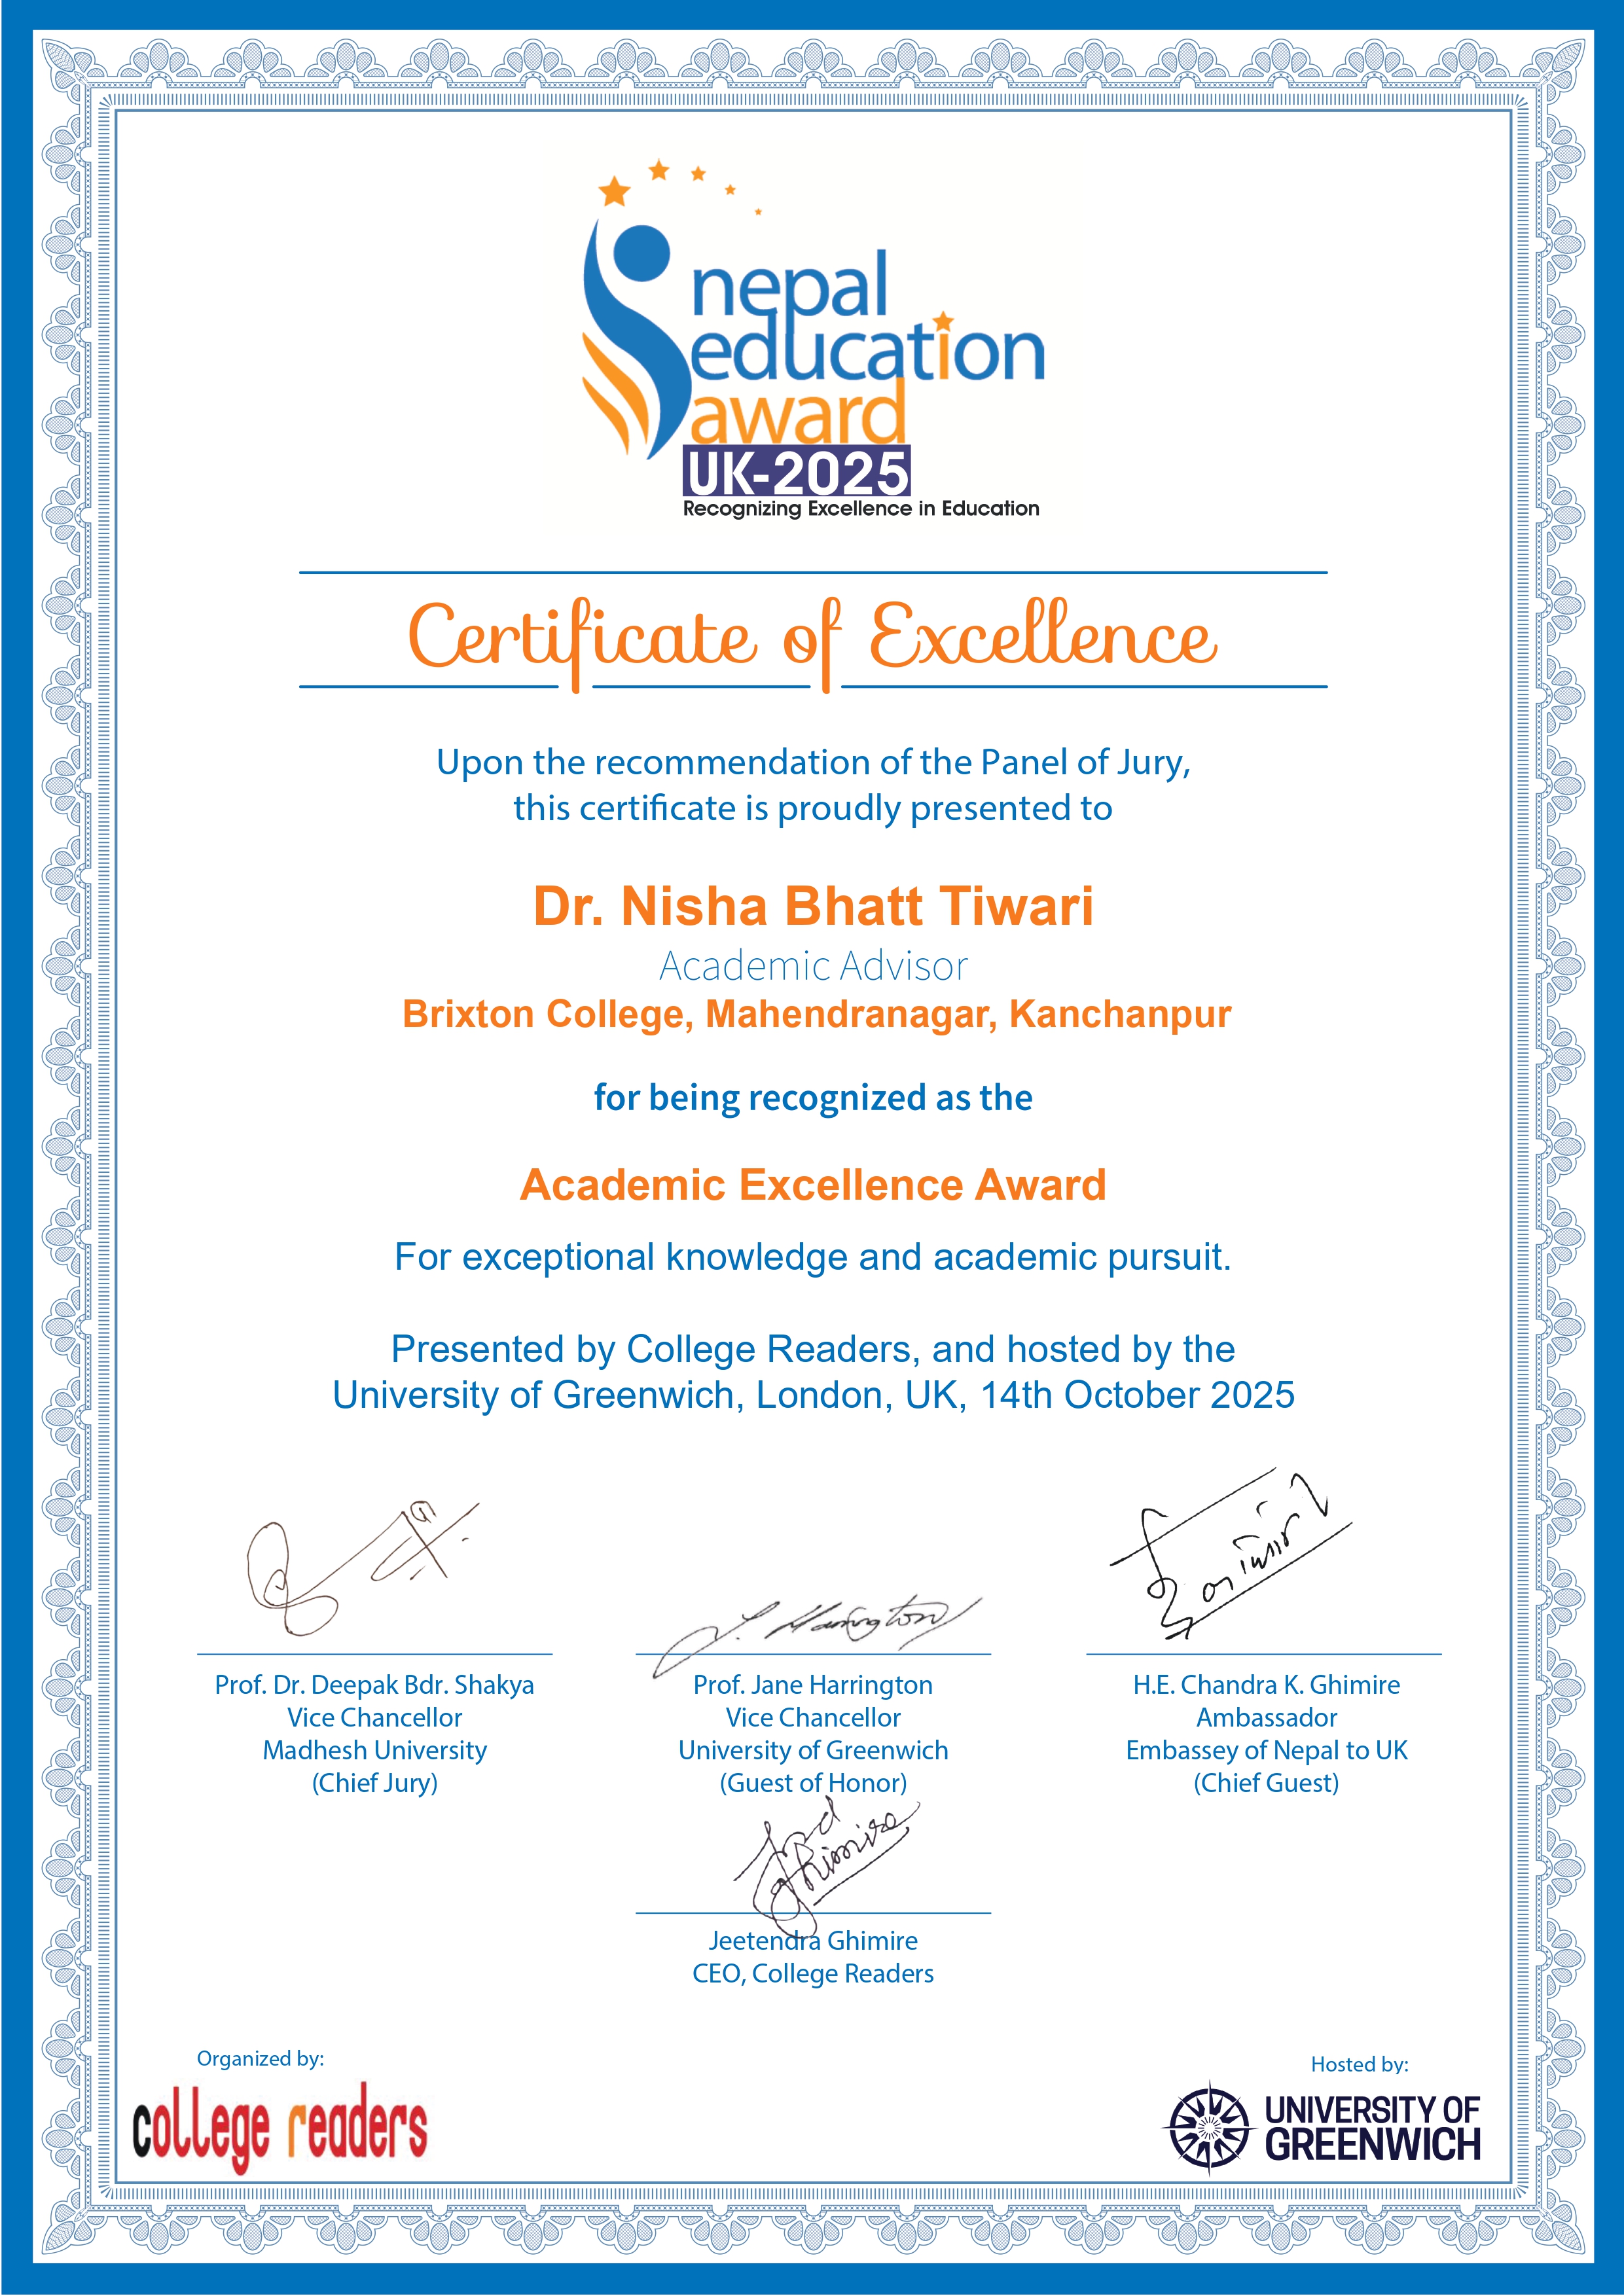 nepal
education
award
UK-2025
Recognizing Excellence in Education
Certificate of Excellence
Upon the recommendation of the Panel of Jury,
this certificate is proudly presented to
Dr. Nisha Bhatt Tiwari
Academic Advisor
Brixton College, Mahendranagar, Kanchanpur
for being recognized as the
Academic Excellence Award
For exceptional knowledge and academic pursuit.
Presented by College Readers, and hosted by the
University of Greenwich, London, UK, 14th October 2025
J. Harrington
Prof. Dr. Deepak Bdr. Shakya
Vice Chancellor
Madhesh University
(Chief Jury)
Prof. Jane Harrington
Vice Chancellor
University of Greenwich
(Guest of Honor)
H.E. Chandra K. Ghimire
Ambassador
Embassey of Nepal to UK
(Chief Guest)
Ghimire
Jeetendra Ghimire
CEO, College Readers
Organized by:
college readers
Hosted by:
UNIVERSITY OF
GREENWICH